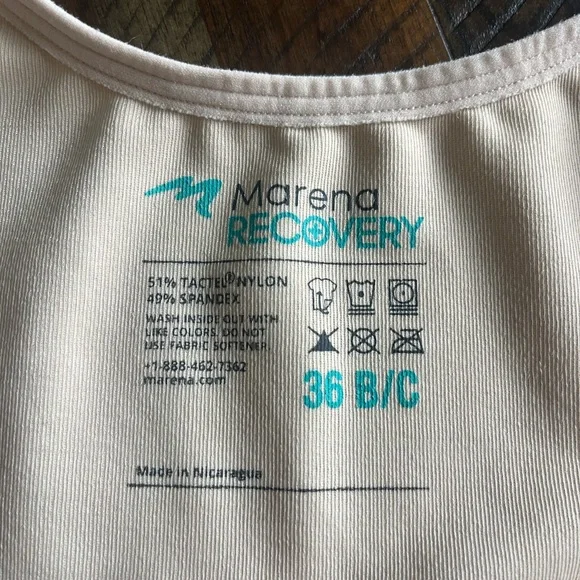 Marena
RECOVERY
51% TACTEL® NYLON
49% SPANDEX
WASH INSIDE OUT WITH
LIKE COLORS. DO NOT
USE FABRIC SOFTENER.
+1-888-462-7362
marena.com
36 B/C
Made in Nicaragua